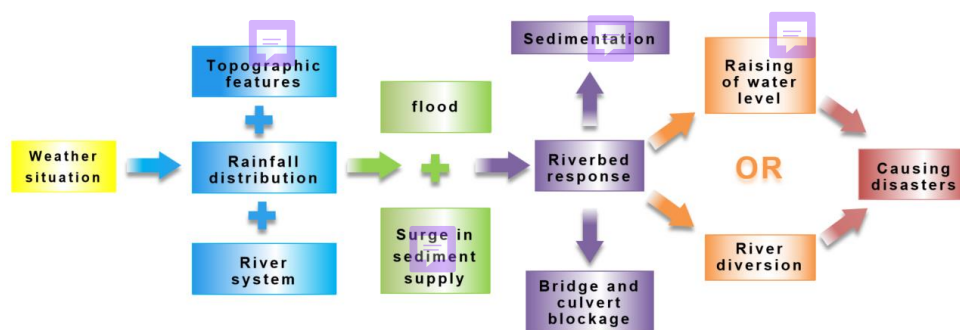 Weather
situation
Topographic
features
Rainfall
distribution
River
system
flood
Surge in
sediment
supply
Sedimentation
Riverbed
response
Bridge and
culvert
blockage
Raising
of water
level
OR
River
diversion
Causing
disasters